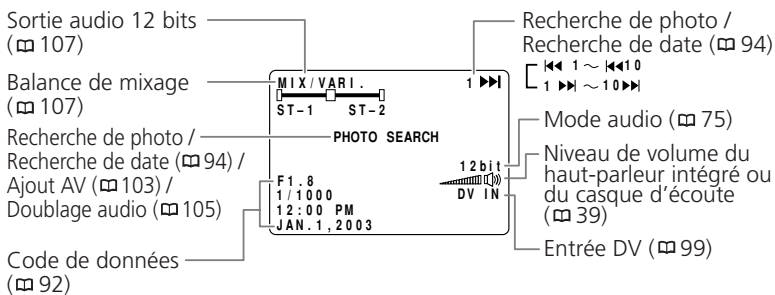 Sortie audio 12 bits
(📖 107)
Balance de mixage
(📖 107)
Recherche de photo /
Recherche de date (📖 94) /
Ajout AV (📖 103) /
Doublage audio (📖 105)
Code de données
(📖 92)
MIX/VARI.
1 ▶▶|
ST–1 ST–2
PHOTO SEARCH
12bit
F1.8
1/1000
DV IN
12:00 PM
JAN.1,2003
Recherche de photo /
Recherche de date (📖 94)
|◀◀ 1 ~ |◀◀10
1 ▶▶| ~ 10▶▶|
Mode audio (📖 75)
Niveau de volume du
haut-parleur intégré ou
du casque d'écoute
(📖 39)
Entrée DV (📖 99)